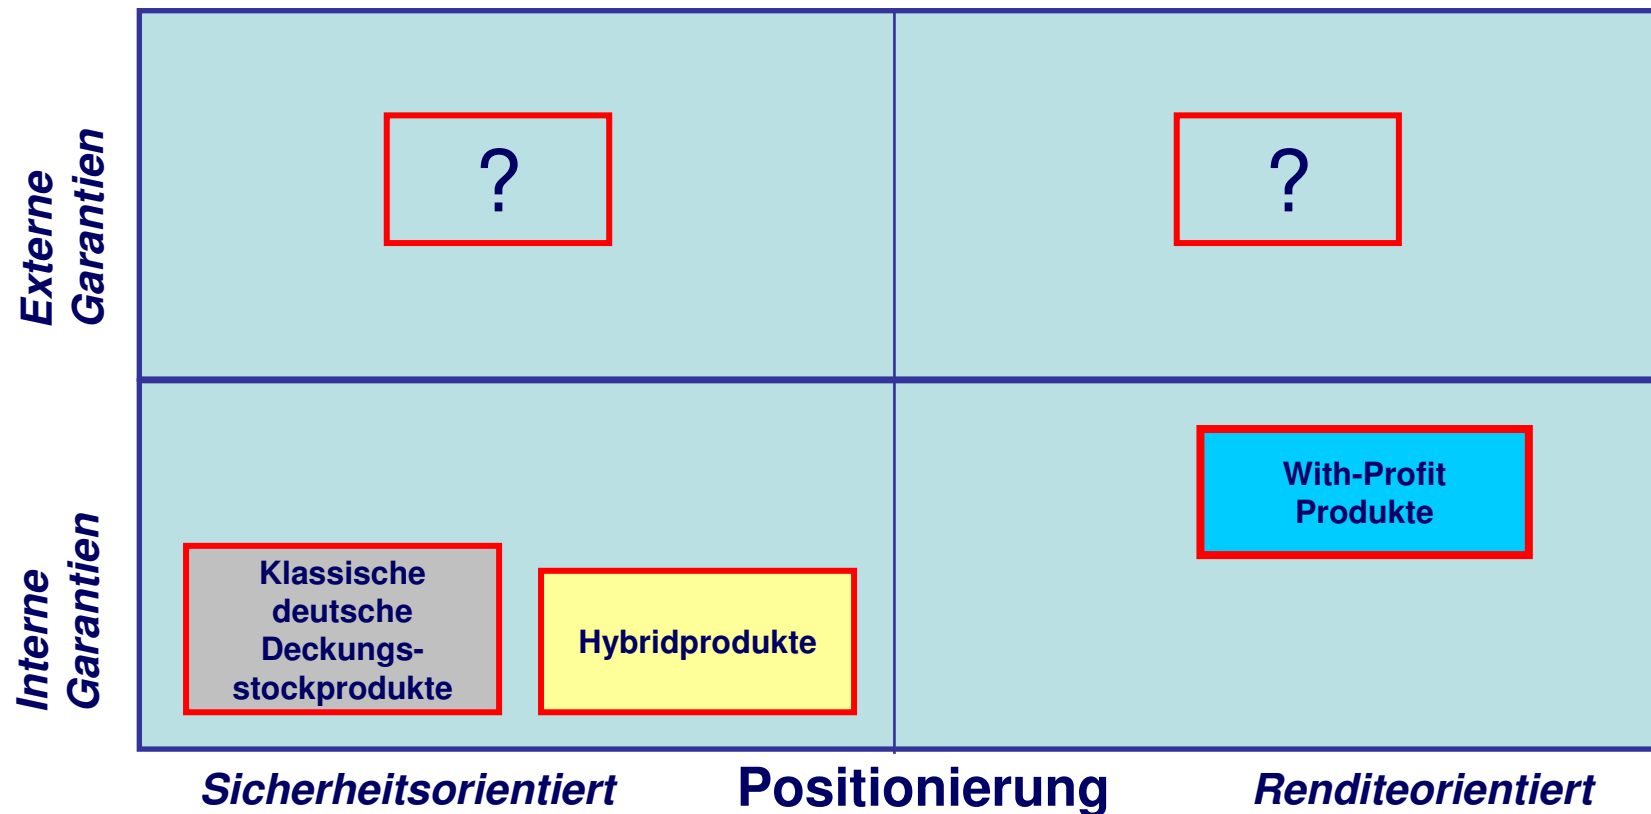 Externe
Garantien
?
?
Interne
Garantien
Klassische
deutsche
Deckungs-
stockprodukte
Hybridprodukte
With-Profit
Produkte
Sicherheitsorientiert
Positionierung
Renditeorientiert